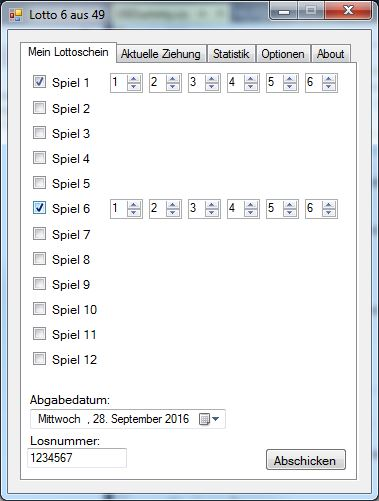 Lotto 6 aus 49
Mein Lottoschein Aktuelle Ziehung Statistik Optionen About
Spiel 1 1 2 3 4 5 6
Spiel 2
Spiel 3
Spiel 4
Spiel 5
Spiel 6 1 2 3 4 5 6
Spiel 7
Spiel 8
Spiel 9
Spiel 10
Spiel 11
Spiel 12
Abgabedatum:
Mittwoch , 28. September 2016
Losnummer:
1234567
Abschicken